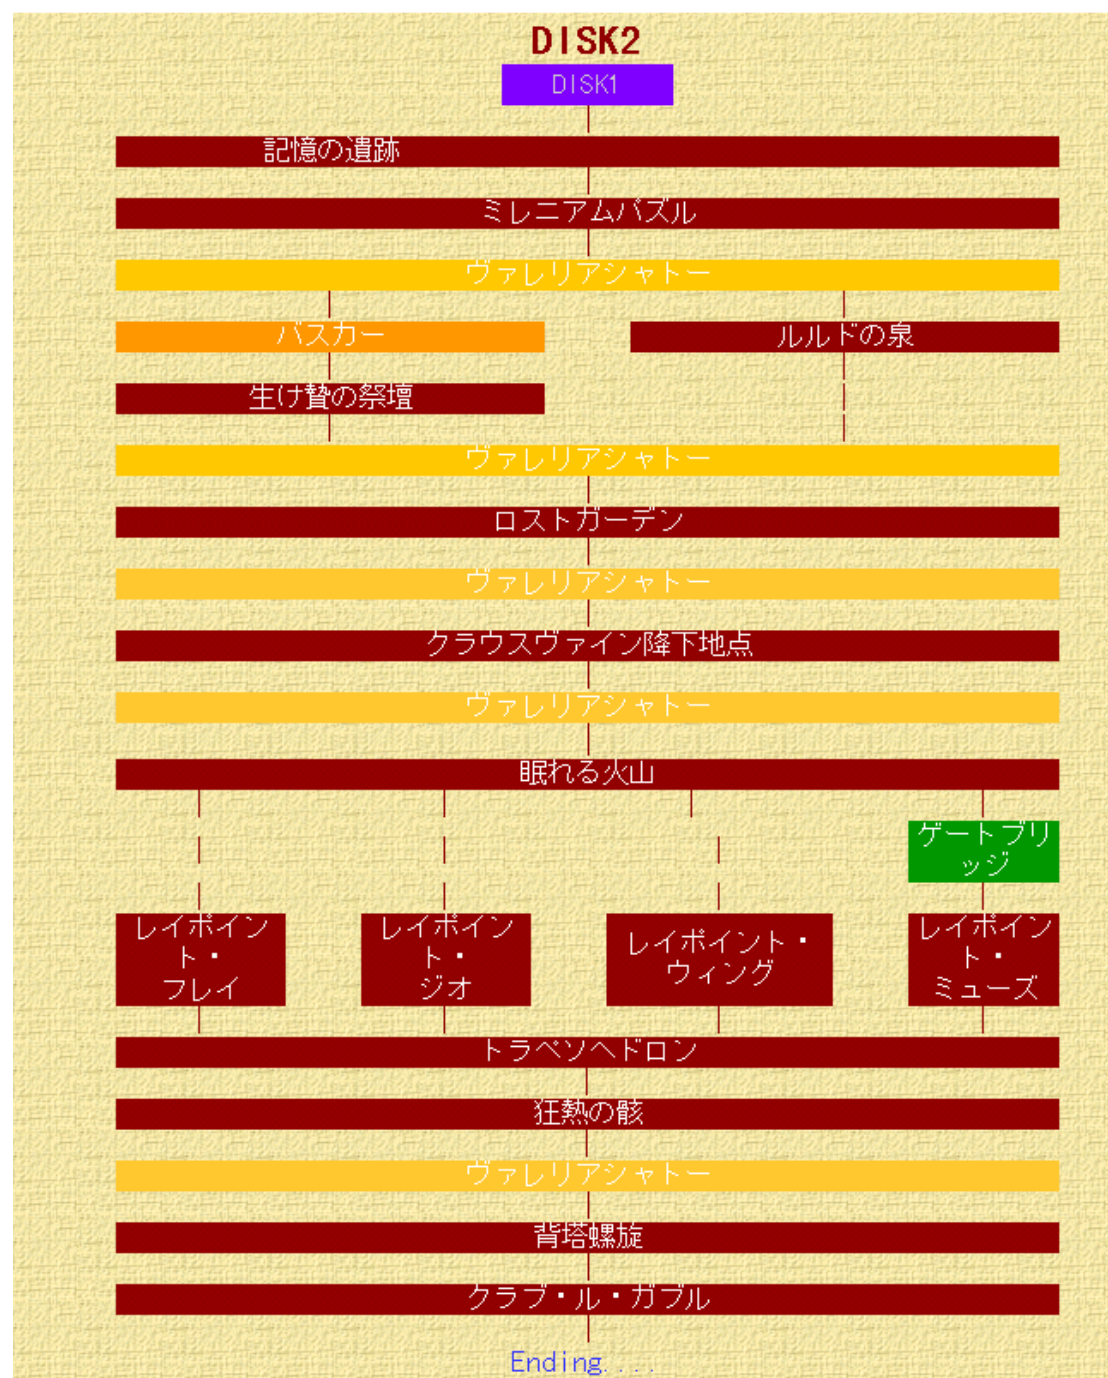 DISK2
DISK1
記憶の遺跡
ミレニアムパズル
ヴァレリアシャトー
バスカー
ルルドの泉
生け贄の祭壇
ヴァレリアシャトー
ロストガーデン
ヴァレリアシャトー
クラウスヴァイン降下地点
ヴァレリアシャトー
眠れる火山
ゲートブリ
ッジ
レイポイン
ト・
フレイ
レイポイン
ト・
ジオ
レイポイント・
ウィング
レイポイン
ト・
ミューズ
トラペソヘドロン
狂熱の骸
ヴァレリアシャトー
背塔螺旋
クラブ・ル・ガブル
Ending....